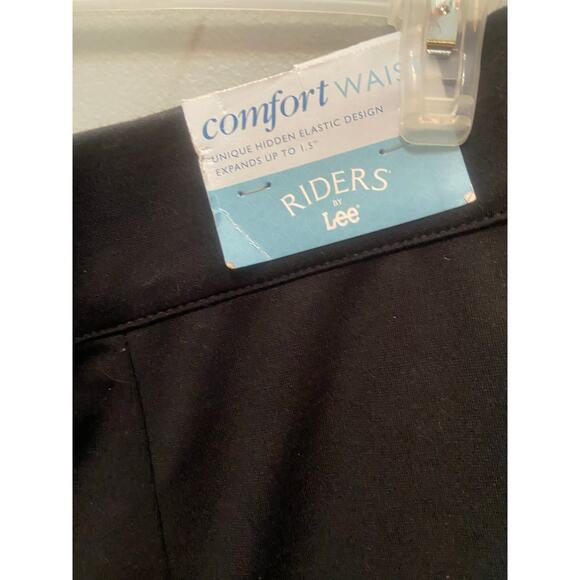 comfort WAIS
UNIQUE HIDDEN ELASTIC DESIGN
EXPANDS UP TO 1.5"
RIDERS®
BY
Lee®